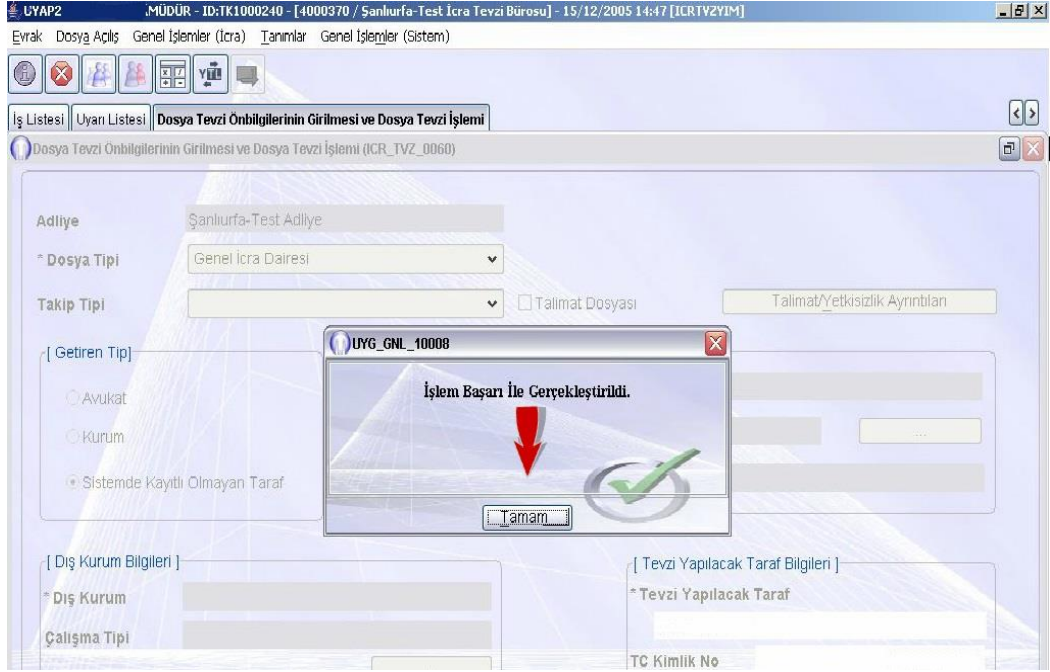 UYAP2 .MÜDÜR - ID:TK1000240 - [4000370 / Şanlıurfa-Test İcra Tevzi Bürosu] - 15/12/2005 14:47 [ICRTVZYIM]
Evrak Dosya Açılış Genel İşlemler (İcra) Tanımlar Genel İşlemler (Sistem)
YTL
İş Listesi Uyarı Listesi Dosya Tevzi Önbilgilerinin Girilmesi ve Dosya Tevzi İşlemi
Dosya Tevzi Önbilgilerinin Girilmesi ve Dosya Tevzi İşlemi (ICR_TVZ_0060)
Adliye Şanlıurfa-Test Adliye
* Dosya Tipi Genel İcra Dairesi
Takip Tipi Talimat Dosyası Talimat/Yetkisizlik Ayrıntıları
[ Getiren Tip]
Avukat
Kurum
...
Sistemde Kayıtlı Olmayan Taraf
UYG_GNL_10008
İşlem Başarı İle Gerçekleştirildi.
Tamam
[ Dış Kurum Bilgileri ] [ Tevzi Yapılacak Taraf Bilgileri ]
* Dış Kurum * Tevzi Yapılacak Taraf
Çalışma Tipi
TC Kimlik No